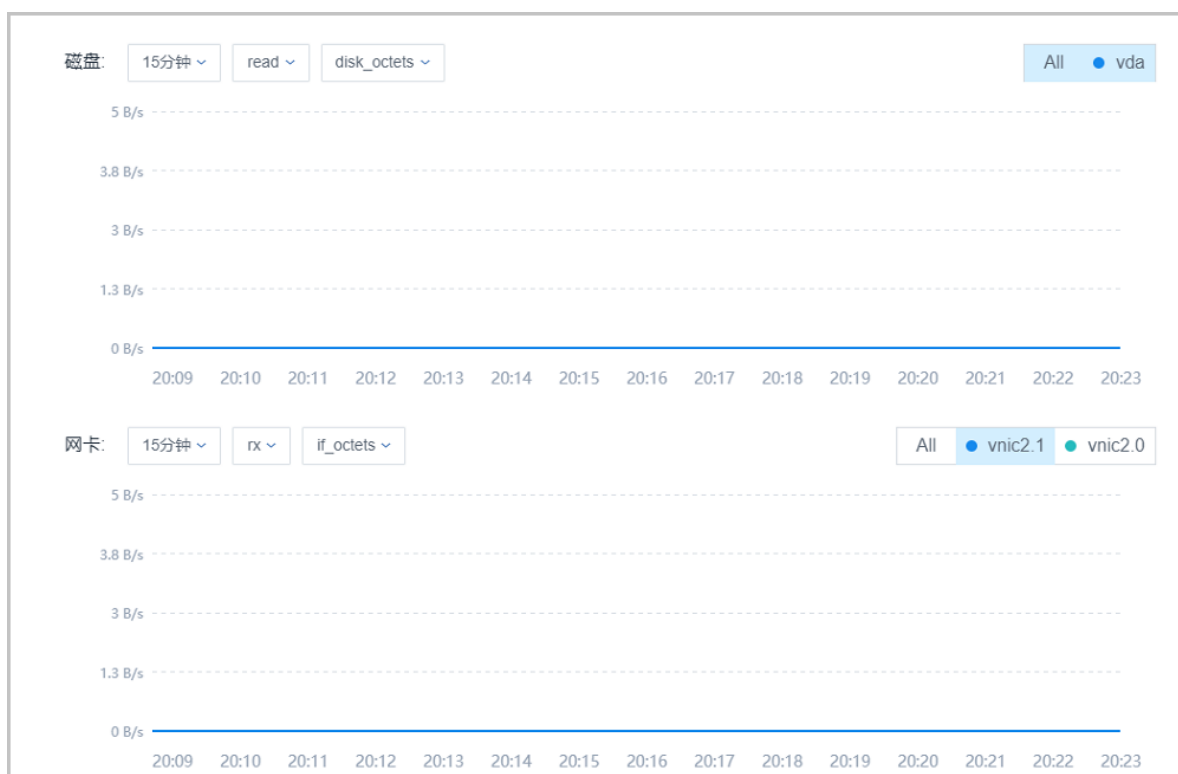 磁盘: 15分钟 read disk_octets All vda
5 B/s
3.8 B/s
3 B/s
1.3 B/s
0 B/s
20:09 20:10 20:11 20:12 20:13 20:14 20:15 20:16 20:17 20:18 20:19 20:20 20:21 20:22 20:23
网卡: 15分钟 rx if_octets All vnic2.1 vnic2.0
5 B/s
3.8 B/s
3 B/s
1.3 B/s
0 B/s
20:09 20:10 20:11 20:12 20:13 20:14 20:15 20:16 20:17 20:18 20:19 20:20 20:21 20:22 20:23